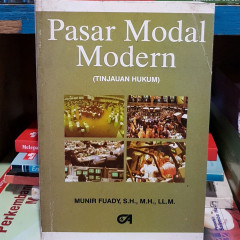 Pasar Modal
Modern
(TINJAUAN HUKUM)
MUNIR FUADY, S.H., M.H., LL.M.